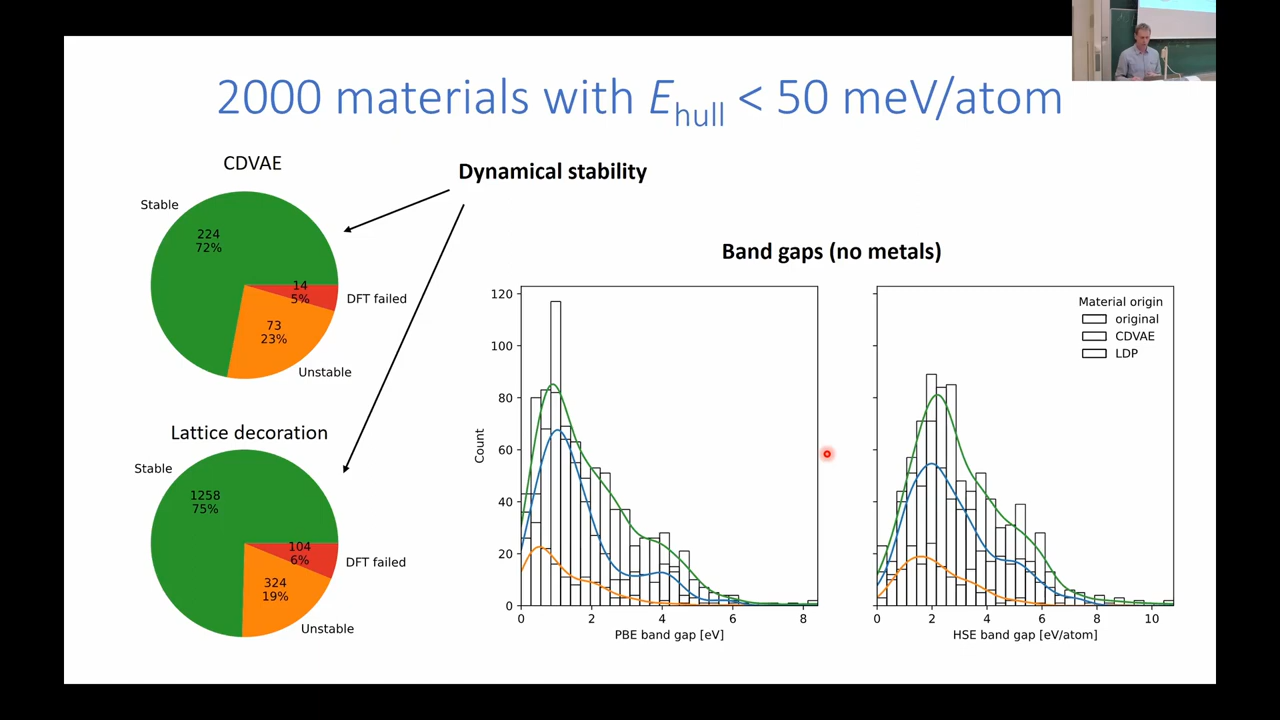 2000 materials with Ehull < 50 meV/atom
CDVAE
Dynamical stability
Stable
224
72%
14
5%
DFT failed
73
23%
Unstable
Lattice decoration
Stable
1258
75%
104
6%
DFT failed
324
19%
Unstable
Band gaps (no metals)
120
100
80
60
40
20
0
Count
0 2 4 6 8
PBE band gap [eV]
Material origin
original
CDVAE
LDP
0 2 4 6 8 10
HSE band gap [eV/atom]